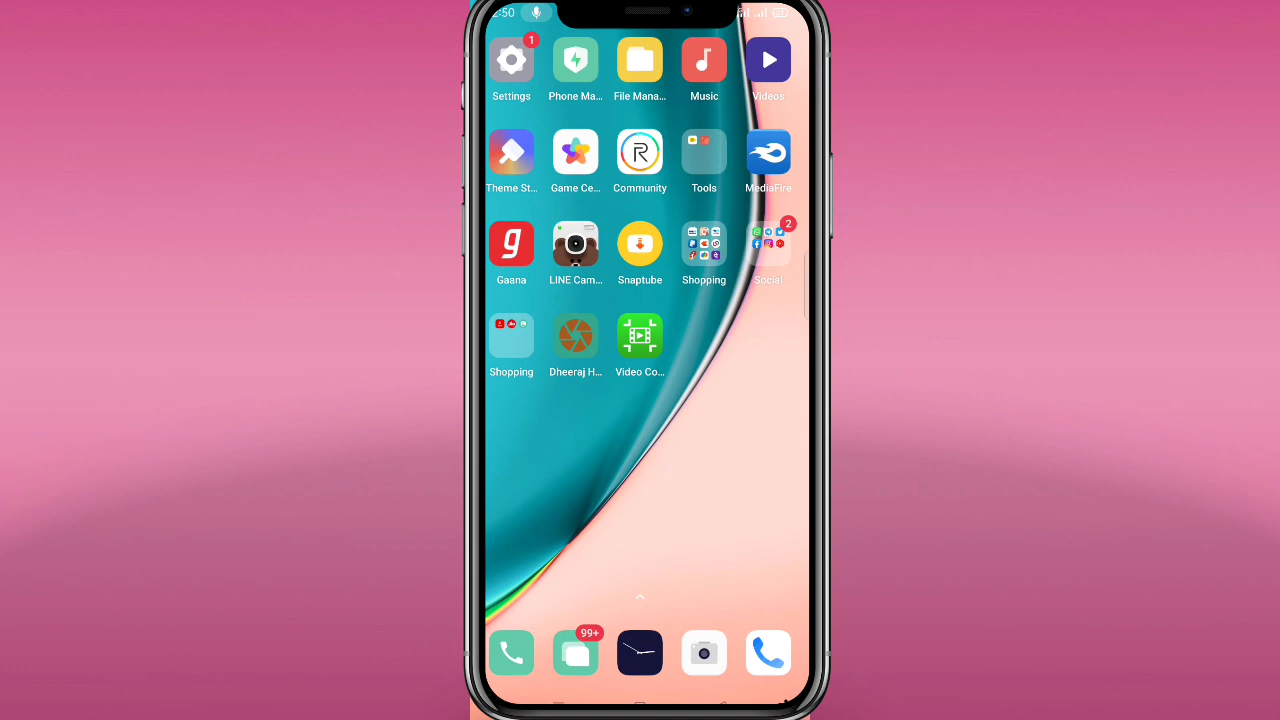 2:50
1
Settings Phone Ma... File Mana... Music Videos
R
Theme St... Game Ce... Community Tools MediaFire
g
2
Gaana LINE Cam... Snaptube Shopping Social
Shopping Dheeraj H... Video Co...
99+